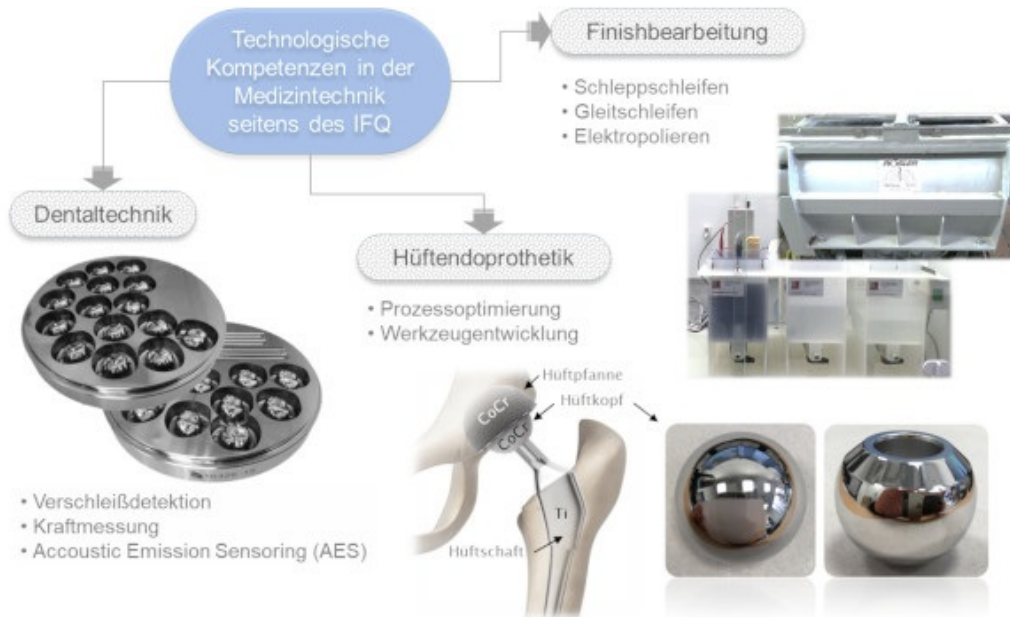 Technologische
Kompetenzen in der
Medizintechnik
seitens des IFQ
Finishbearbeitung
• Schleppschleifen
• Gleitschleifen
• Elektropolieren
Dentaltechnik
• Verschleißdetektion
• Kraftmessung
• Accoustic Emission Sensoring (AES)
Hüftendoprothetik
• Prozessoptimierung
• Werkzeugentwicklung
Hüftpfanne
Hüftkopf
CoCr
CoCr
Ti
Hüftschaft